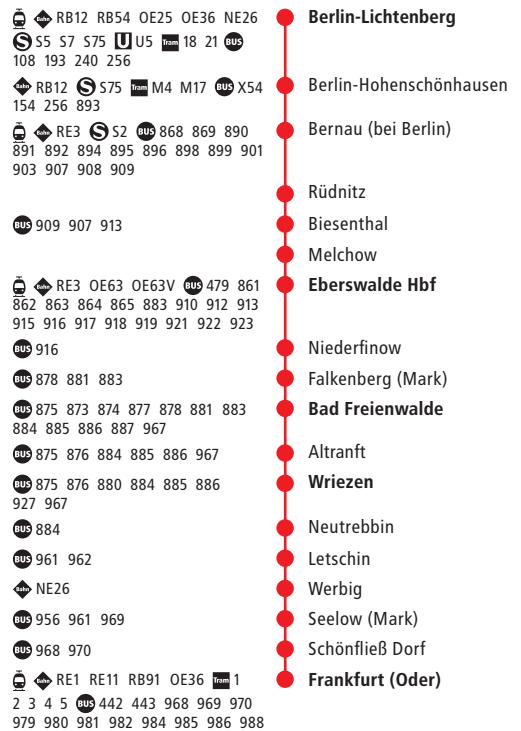 Bahn RB12 RB54 OE25 OE36 NE26 Berlin-Lichtenberg
S S5 S7 S75 U U5 Tram 18 21 BUS
108 193 240 256
Bahn RB12 S S75 Tram M4 M17 BUS X54 Berlin-Hohenschönhausen
154 256 893
Bahn RE3 S S2 BUS 868 869 890 Bernau (bei Berlin)
891 892 894 895 896 898 899 901
903 907 908 909
Rüdnitz
BUS 909 907 913 Biesenthal
Melchow
Bahn RE3 OE63 OE63V BUS 479 861 Eberswalde Hbf
862 863 864 865 883 910 912 913
915 916 917 918 919 921 922 923
BUS 916 Niederfinow
BUS 878 881 883 Falkenberg (Mark)
BUS 875 873 874 877 878 881 883 Bad Freienwalde
884 885 886 887 967
BUS 875 876 884 885 886 967 Altranft
BUS 875 876 880 884 885 886 Wriezen
927 967
BUS 884 Neutrebbin
BUS 961 962 Letschin
Bahn NE26 Werbig
BUS 956 961 969 Seelow (Mark)
BUS 968 970 Schönfließ Dorf
Bahn RE1 RE11 RB91 OE36 Tram 1 Frankfurt (Oder)
2 3 4 5 BUS 442 443 968 969 970
979 980 981 982 984 985 986 988